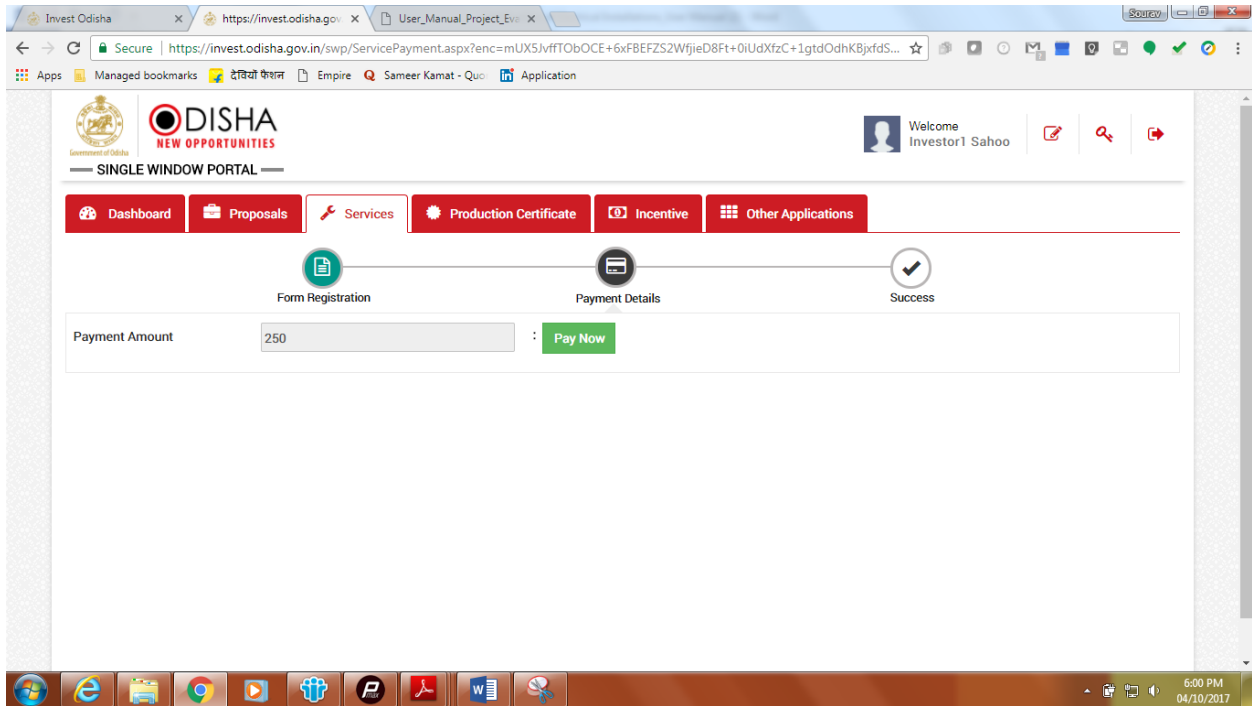 Sourav
Invest Odisha
https://invest.odisha.gov
User_Manual_Project_Eva
Secure | https://invest.odisha.gov.in/swp/ServicePayment.aspx?enc=mUX5JvffTObOCE+6xFBEFZS2WfjieD8Ft+0iUdXfzC+1gtdOdhKBjxfdS...
Apps Managed bookmarks देवियों फैशन Empire Sameer Kamat - Quo Application
Government of Odisha
ODISHA
NEW OPPORTUNITIES
SINGLE WINDOW PORTAL
Welcome
Investor1 Sahoo
Dashboard Proposals Services Production Certificate Incentive Other Applications
Form Registration Payment Details Success
Payment Amount 250 : Pay Now
6:00 PM
04/10/2017